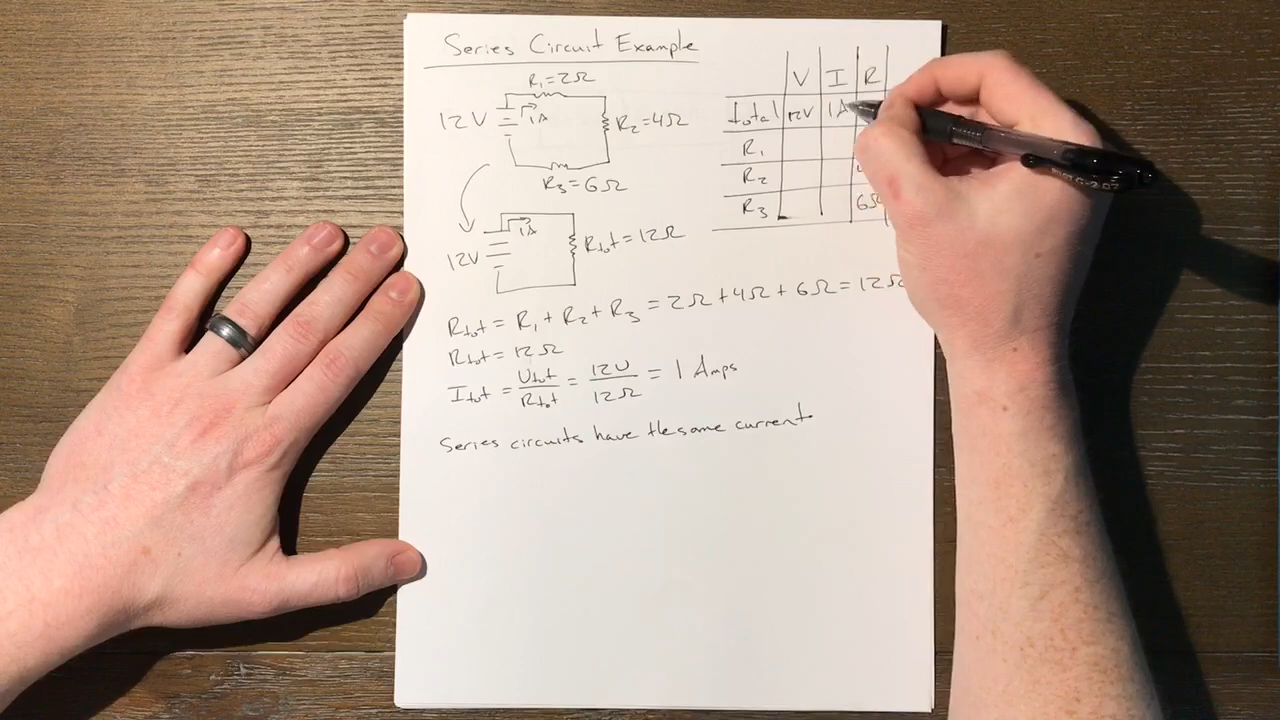 Series Circuit Example
R1=2Ω
12V
1A
R2=4Ω
R3=6Ω
12V
1A
Rtot=12Ω
V I R
total 12V 1A
R1
R2
R3 6Ω
Rtot = R1 + R2 + R3 = 2Ω + 4Ω + 6Ω = 12Ω
Rtot = 12Ω
Itot = Vtot/Rtot = 12V/12Ω = 1 Amps
Series circuits have the same current